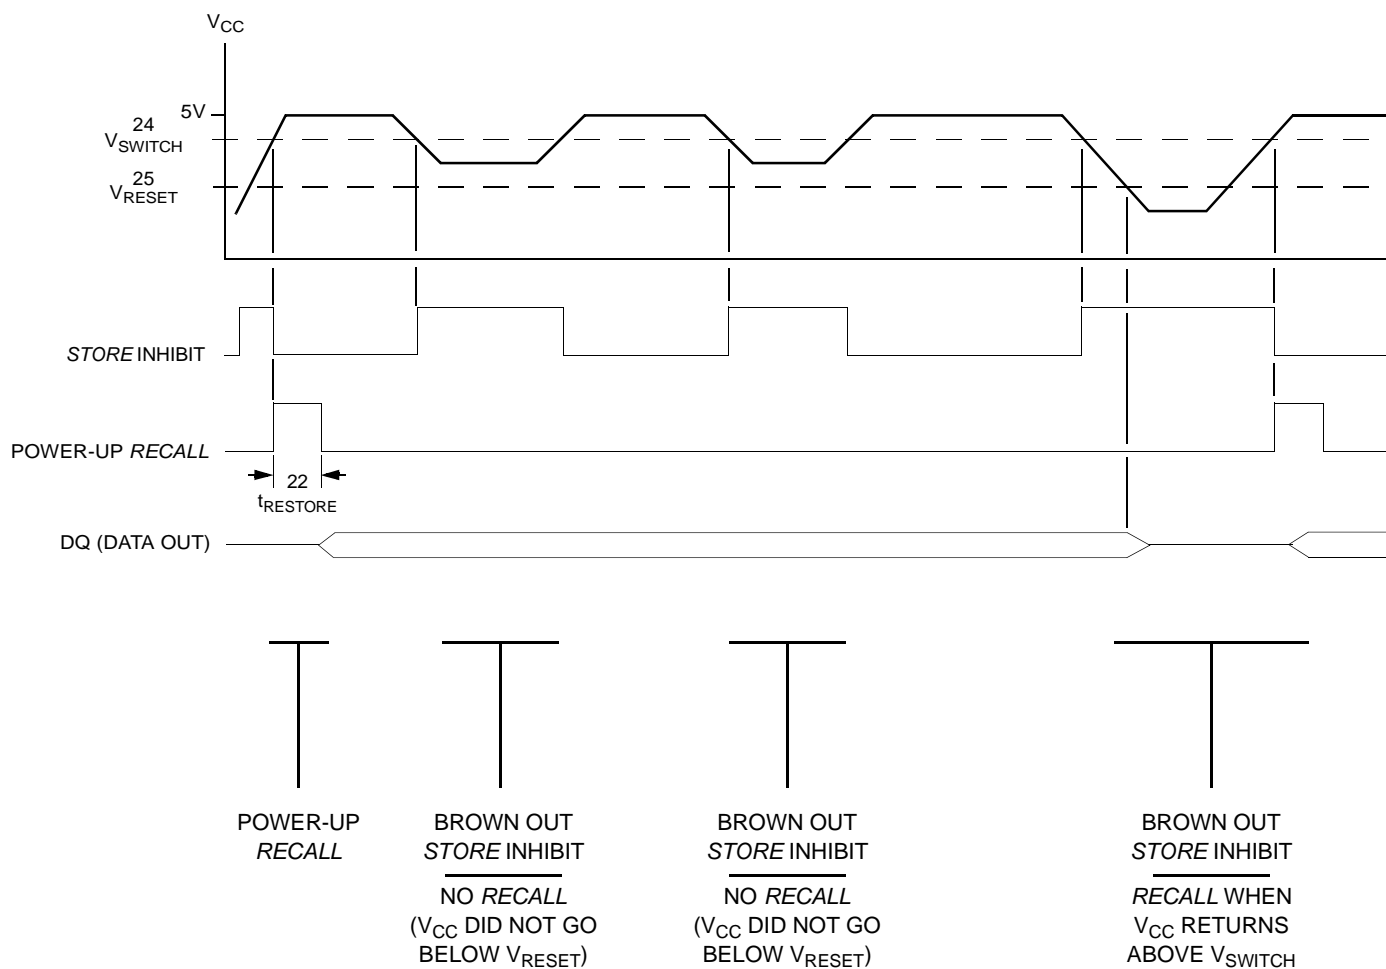 VCC
5V
24
VSWITCH
25
VRESET
STORE INHIBIT
POWER-UP RECALL
22
tRESTORE
DQ (DATA OUT)
POWER-UP
RECALL
BROWN OUT
STORE INHIBIT
NO RECALL
(VCC DID NOT GO
BELOW VRESET)
BROWN OUT
STORE INHIBIT
NO RECALL
(VCC DID NOT GO
BELOW VRESET)
BROWN OUT
STORE INHIBIT
RECALL WHEN
VCC RETURNS
ABOVE VSWITCH